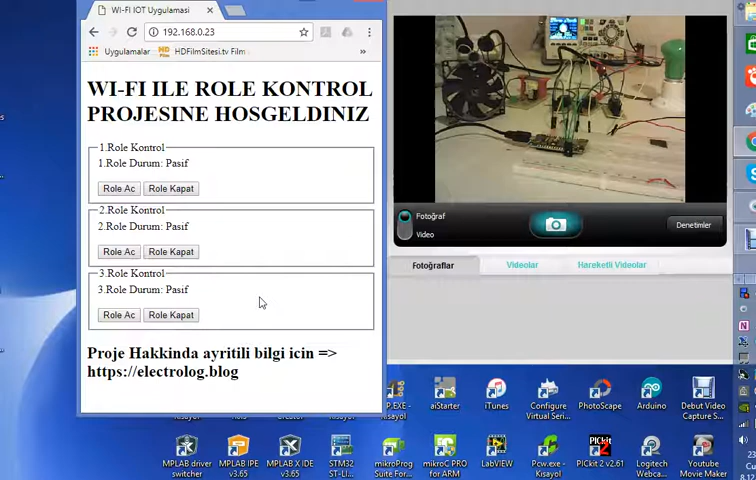 WI-FI IOT Uygulamasi
192.168.0.23
Uygulamalar
HDFilmSitesi.tv Film
»
WI-FI ILE ROLE KONTROL
PROJESINE HOSGELDINIZ
1.Role Kontrol
1.Role Durum: Pasif
Role Ac
Role Kapat
2.Role Kontrol
2.Role Durum: Pasif
Role Ac
Role Kapat
3.Role Kontrol
3.Role Durum: Pasif
Role Ac
Role Kapat
Proje Hakkinda ayritili bilgi icin =>
https://electrolog.blog
Fotoğraf
Video
Denetimler
Fotoğraflar
Videolar
Hareketli Videolar
P.EXE -
Kısayol
aiStarter
iTunes
Configure
Virtual Seri...
PhotoScape
Arduino
Debut Video
Capture S...
MPLAB driver
switcher
MPLAB IPE
v3.65
MPLAB X IDE
v3.65
STM32
ST-LI...
mikroProg
Suite For...
mikroC PRO
for ARM
LabVIEW
Pcw.exe -
Kısayol
PICkit 2 v2.61
Logitech
Webca...
Youtube
Movie Maker